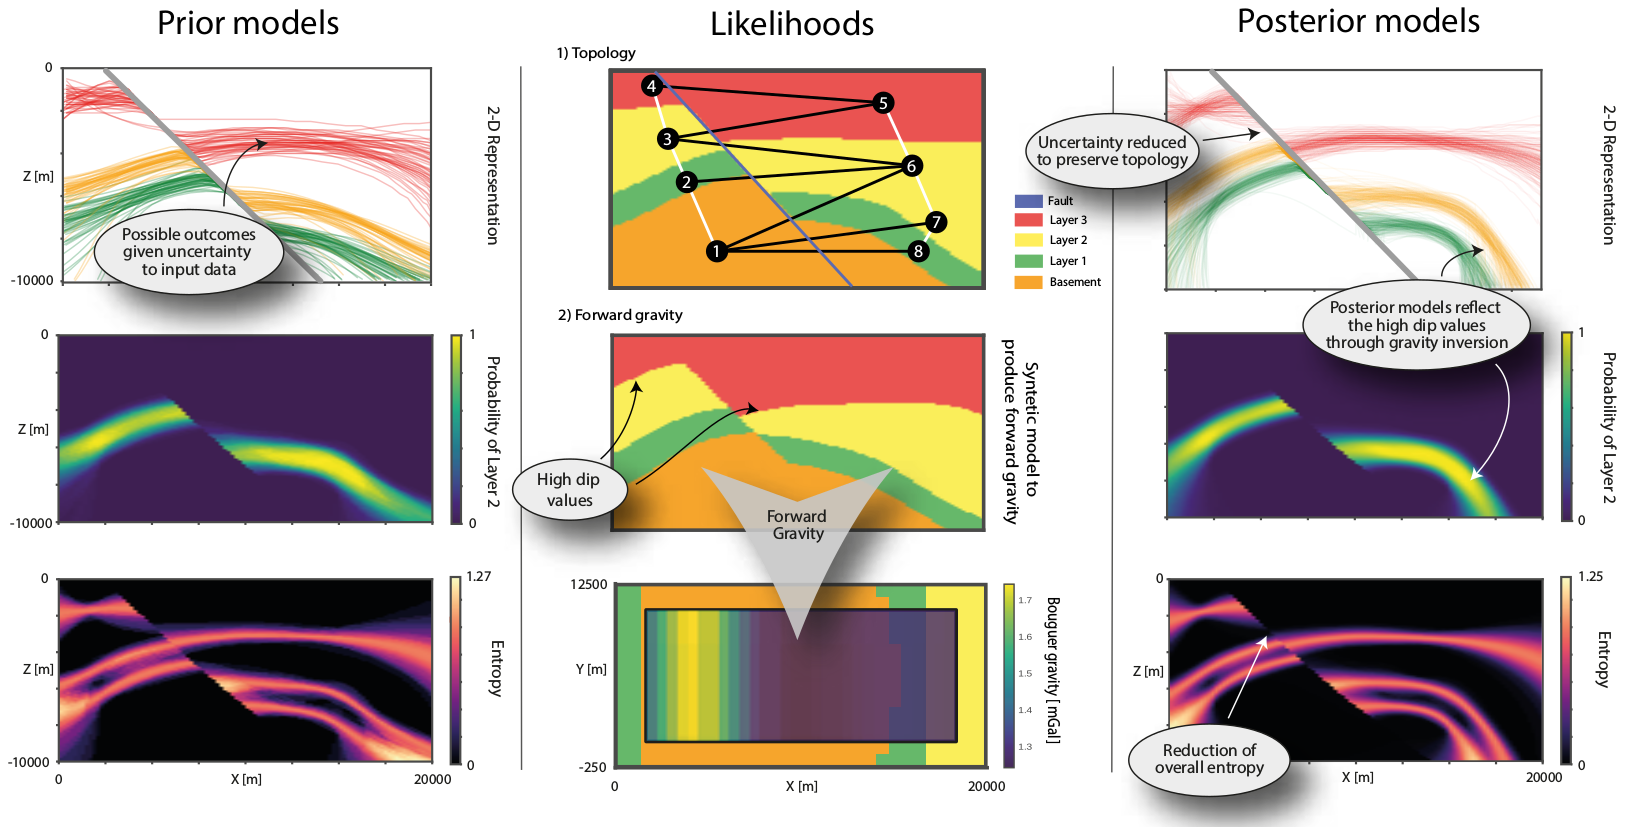 Prior models
Likelihoods
Posterior models
0
Z [m]
-10000
2-D Representation
Possible outcomes
given uncertainty
to input data
0
Z [m]
-10000
1
0
Probability of Layer 2
0
Z [m]
-10000
0
X [m]
20000
1.27
0
Entropy
1) Topology
4
5
3
6
2
7
1
8
Fault
Layer 3
Layer 2
Layer 1
Basement
2) Forward gravity
High dip
values
Forward
Gravity
Syntetic model to
produce forward gravity
12500
Y [m]
-250
0
X [m]
20000
1.7
1.6
1.5
1.4
1.3
Bouguer gravity [ mGal]
Uncertainty reduced
to preserve topology
2-D Representation
Posterior models reflect
the high dip values
through gravity inversion
1
0
Probability of Layer 2
0
Z [m]
X [m]
20000
1.25
0
Entropy
Reduction of
overall entropy